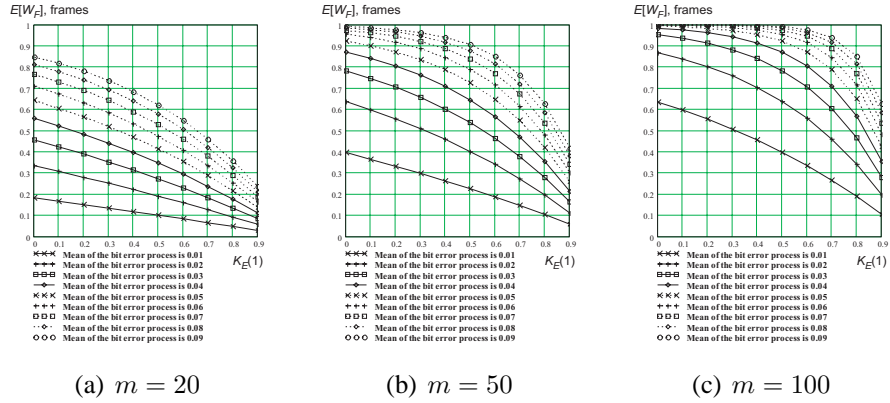 E[W_F], frames
1
0.9
0.8
0.7
0.6
0.5
0.4
0.3
0.2
0.1
0
0 0.1 0.2 0.3 0.4 0.5 0.6 0.7 0.8 0.9
K_E(1)
Mean of the bit error process is 0.01
Mean of the bit error process is 0.02
Mean of the bit error process is 0.03
Mean of the bit error process is 0.04
Mean of the bit error process is 0.05
Mean of the bit error process is 0.06
Mean of the bit error process is 0.07
Mean of the bit error process is 0.08
Mean of the bit error process is 0.09
(a) m = 20
E[W_F], frames
1
0.9
0.8
0.7
0.6
0.5
0.4
0.3
0.2
0.1
0
0 0.1 0.2 0.3 0.4 0.5 0.6 0.7 0.8 0.9
K_E(1)
Mean of the bit error process is 0.01
Mean of the bit error process is 0.02
Mean of the bit error process is 0.03
Mean of the bit error process is 0.04
Mean of the bit error process is 0.05
Mean of the bit error process is 0.06
Mean of the bit error process is 0.07
Mean of the bit error process is 0.08
Mean of the bit error process is 0.09
(b) m = 50
E[W_F], frames
1
0.9
0.8
0.7
0.6
0.5
0.4
0.3
0.2
0.1
0
0 0.1 0.2 0.3 0.4 0.5 0.6 0.7 0.8 0.9
K_E(1)
Mean of the bit error process is 0.01
Mean of the bit error process is 0.02
Mean of the bit error process is 0.03
Mean of the bit error process is 0.04
Mean of the bit error process is 0.05
Mean of the bit error process is 0.06
Mean of the bit error process is 0.07
Mean of the bit error process is 0.08
Mean of the bit error process is 0.09
(c) m = 100